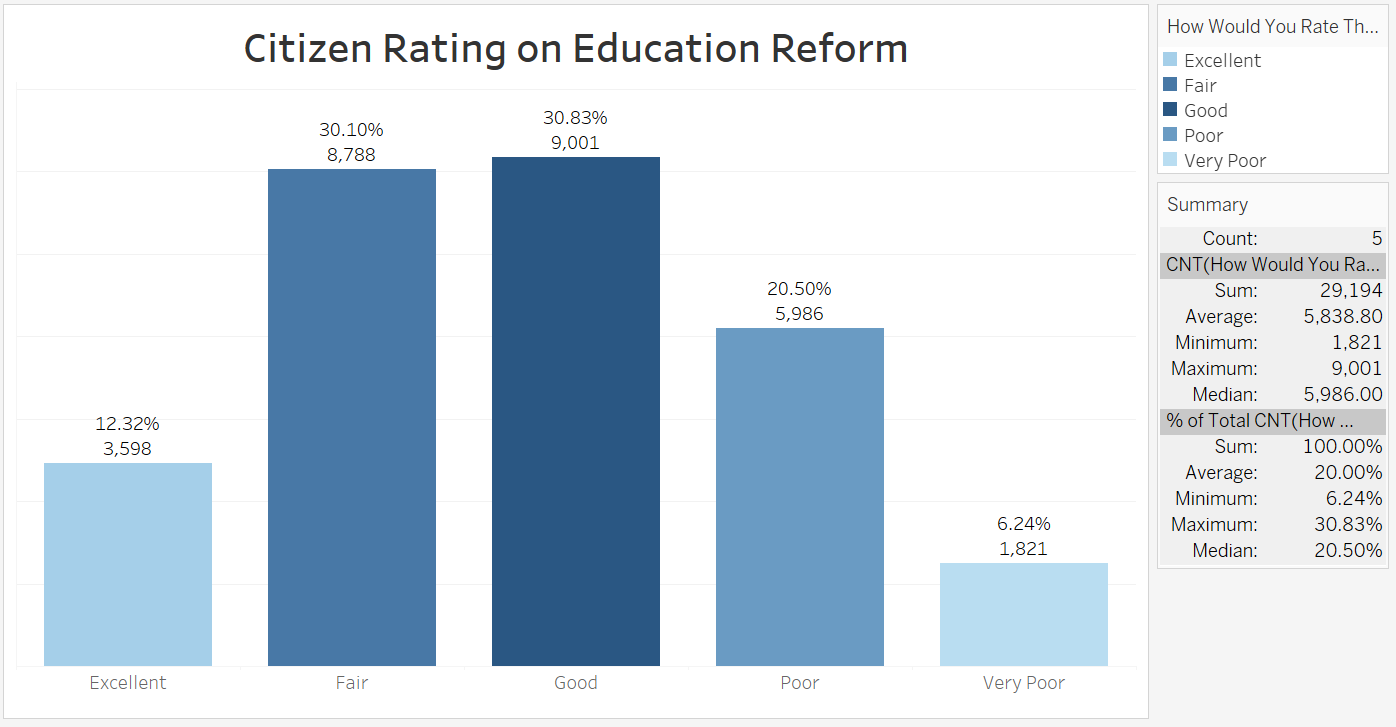 Citizen Rating on Education Reform
12.32%
3,598
30.10%
8,788
30.83%
9,001
20.50%
5,986
6.24%
1,821
Excellent
Fair
Good
Poor
Very Poor
How Would You Rate Th...
Excellent
Fair
Good
Poor
Very Poor
Summary
Count: 5
CNT(How Would You Ra...
Sum: 29,194
Average: 5,838.80
Minimum: 1,821
Maximum: 9,001
Median: 5,986.00
% of Total CNT(How ...
Sum: 100.00%
Average: 20.00%
Minimum: 6.24%
Maximum: 30.83%
Median: 20.50%